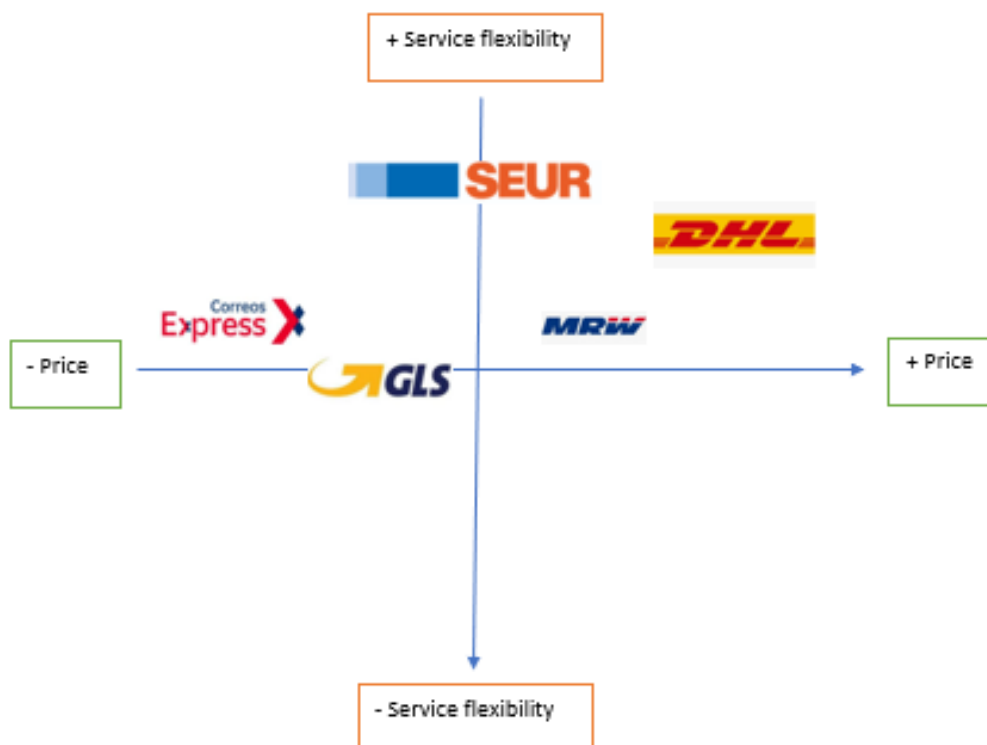 + Service flexibility
SEUR
DHL
Correos
Express
MRW
- Price
GLS
+ Price
- Service flexibility